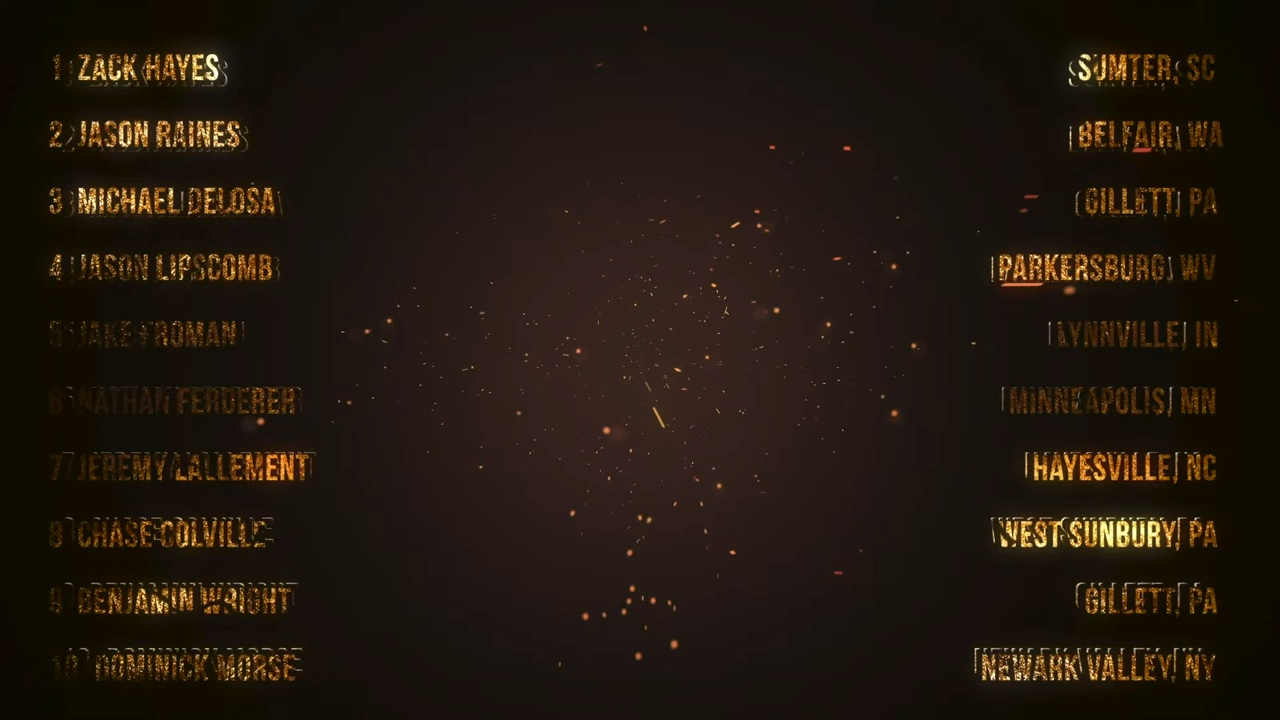 1 ZACK HAYES SUMTER, SC
2 JASON RAINES BELFAIR, WA
3 MICHAEL DELOSA GILLETT, PA
4 JASON LIPSCOMB PARKERSBURG, WV
5 JAKE ROMAN LYNNVILLE, IN
6 NATHAN FERDERER MINNEAPOLIS, MN
7 JEREMY LALLEMENT HAYESVILLE, NC
8 CHASE COLVILLE WEST SUNBURY, PA
9 BENJAMIN WRIGHT GILLETT, PA
10 DOMINICK MORSE NEWARK VALLEY, NY